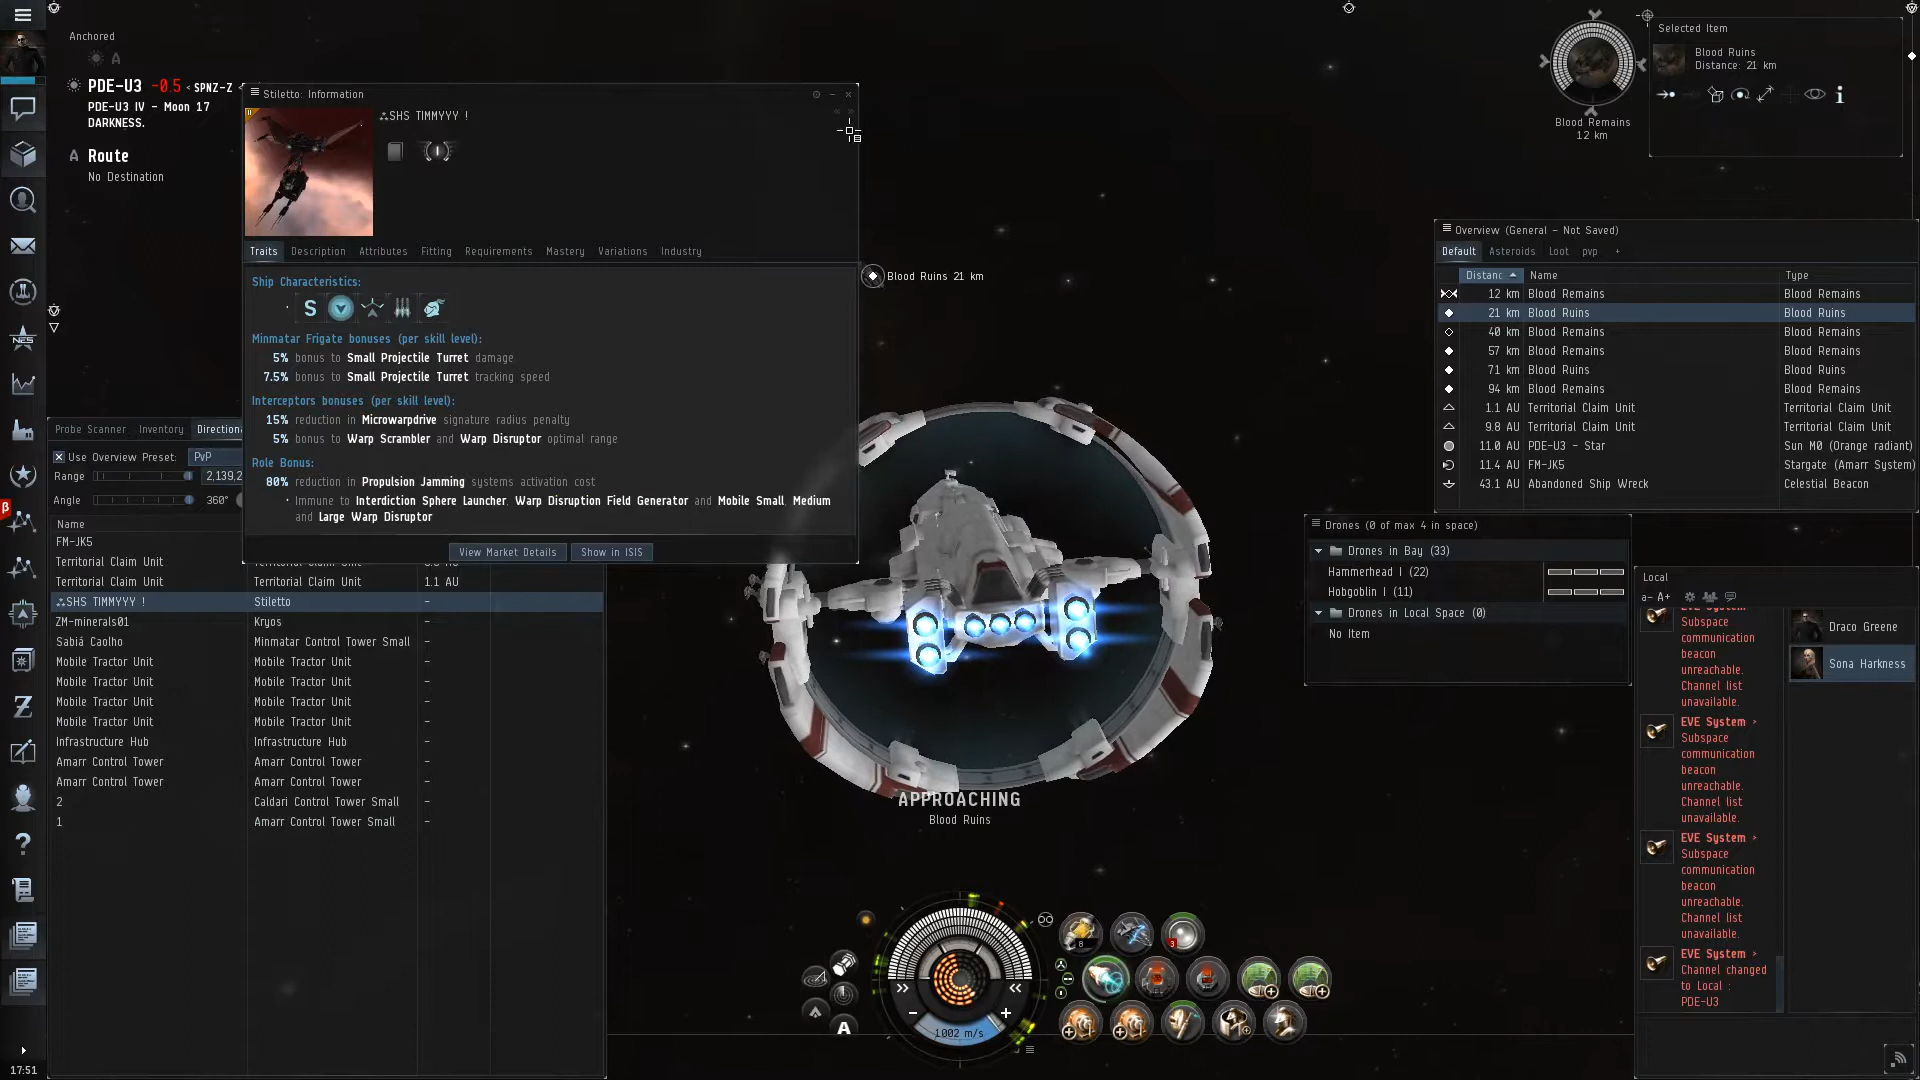 Anchored
A
PDE-U3 -0.5 < SPNZ-Z <
PDE-U3 IV - Moon 17
DARKNESS.
A Route
No Destination
Stiletto: Information
SHS TIMMYYY !
Traits Description Attributes Fitting Requirements Mastery Variations Industry
Ship Characteristics:
S
Minmatar Frigate bonuses (per skill level):
5% bonus to Small Projectile Turret damage
7.5% bonus to Small Projectile Turret tracking speed
Interceptors bonuses (per skill level):
15% reduction in Microwarpdrive signature radius penalty
5% bonus to Warp Scrambler and Warp Disruptor optimal range
Role Bonus:
80% reduction in Propulsion Jamming systems activation cost
· Immune to Interdiction Sphere Launcher, Warp Disruption Field Generator and Mobile Small, Medium
and Large Warp Disruptor
View Market Details Show in ISIS
Probe Scanner Inventory Directiona
Use Overview Preset: PvP
Range 2,139,2
Angle 360°
Name
FM-JK5
Territorial Claim Unit
Territorial Claim Unit Territorial Claim Unit 1.1 AU
SHS TIMMYYY ! Stiletto -
ZM-minerals01 Kryos -
Sabiá Caolho Minmatar Control Tower Small -
Mobile Tractor Unit Mobile Tractor Unit -
Mobile Tractor Unit Mobile Tractor Unit -
Mobile Tractor Unit Mobile Tractor Unit -
Mobile Tractor Unit Mobile Tractor Unit -
Infrastructure Hub Infrastructure Hub -
Amarr Control Tower Amarr Control Tower -
Amarr Control Tower Amarr Control Tower -
2 Caldari Control Tower Small -
1 Amarr Control Tower Small -
NES
β
17:51
Blood Ruins 21 km
APPROACHING
Blood Ruins
1002 m/s
A
8
3
Blood Remains
12 km
Selected Item
Blood Ruins
Distance: 21 km
Overview (General - Not Saved)
Default Asteroids Loot pvp +
Distanc Name Type
12 km Blood Remains Blood Remains
21 km Blood Ruins Blood Ruins
40 km Blood Remains Blood Remains
57 km Blood Remains Blood Remains
71 km Blood Ruins Blood Ruins
94 km Blood Remains Blood Remains
1.1 AU Territorial Claim Unit Territorial Claim Unit
9.8 AU Territorial Claim Unit Territorial Claim Unit
11.0 AU PDE-U3 - Star Sun M0 (Orange radiant)
11.4 AU FM-JK5 Stargate (Amarr System)
43.1 AU Abandoned Ship Wreck Celestial Beacon
Drones (0 of max 4 in space)
Drones in Bay (33)
Hammerhead I (22)
Hobgoblin I (11)
Drones in Local Space (0)
No Item
Local
a- A+
Subspace
communication
beacon
unreachable.
Channel list
unavailable.
EVE System >
Subspace
communication
beacon
unreachable.
Channel list
unavailable.
EVE System >
Subspace
communication
beacon
unreachable.
Channel list
unavailable.
EVE System >
Channel changed
to Local :
PDE-U3
Draco Greene
Sona Harkness